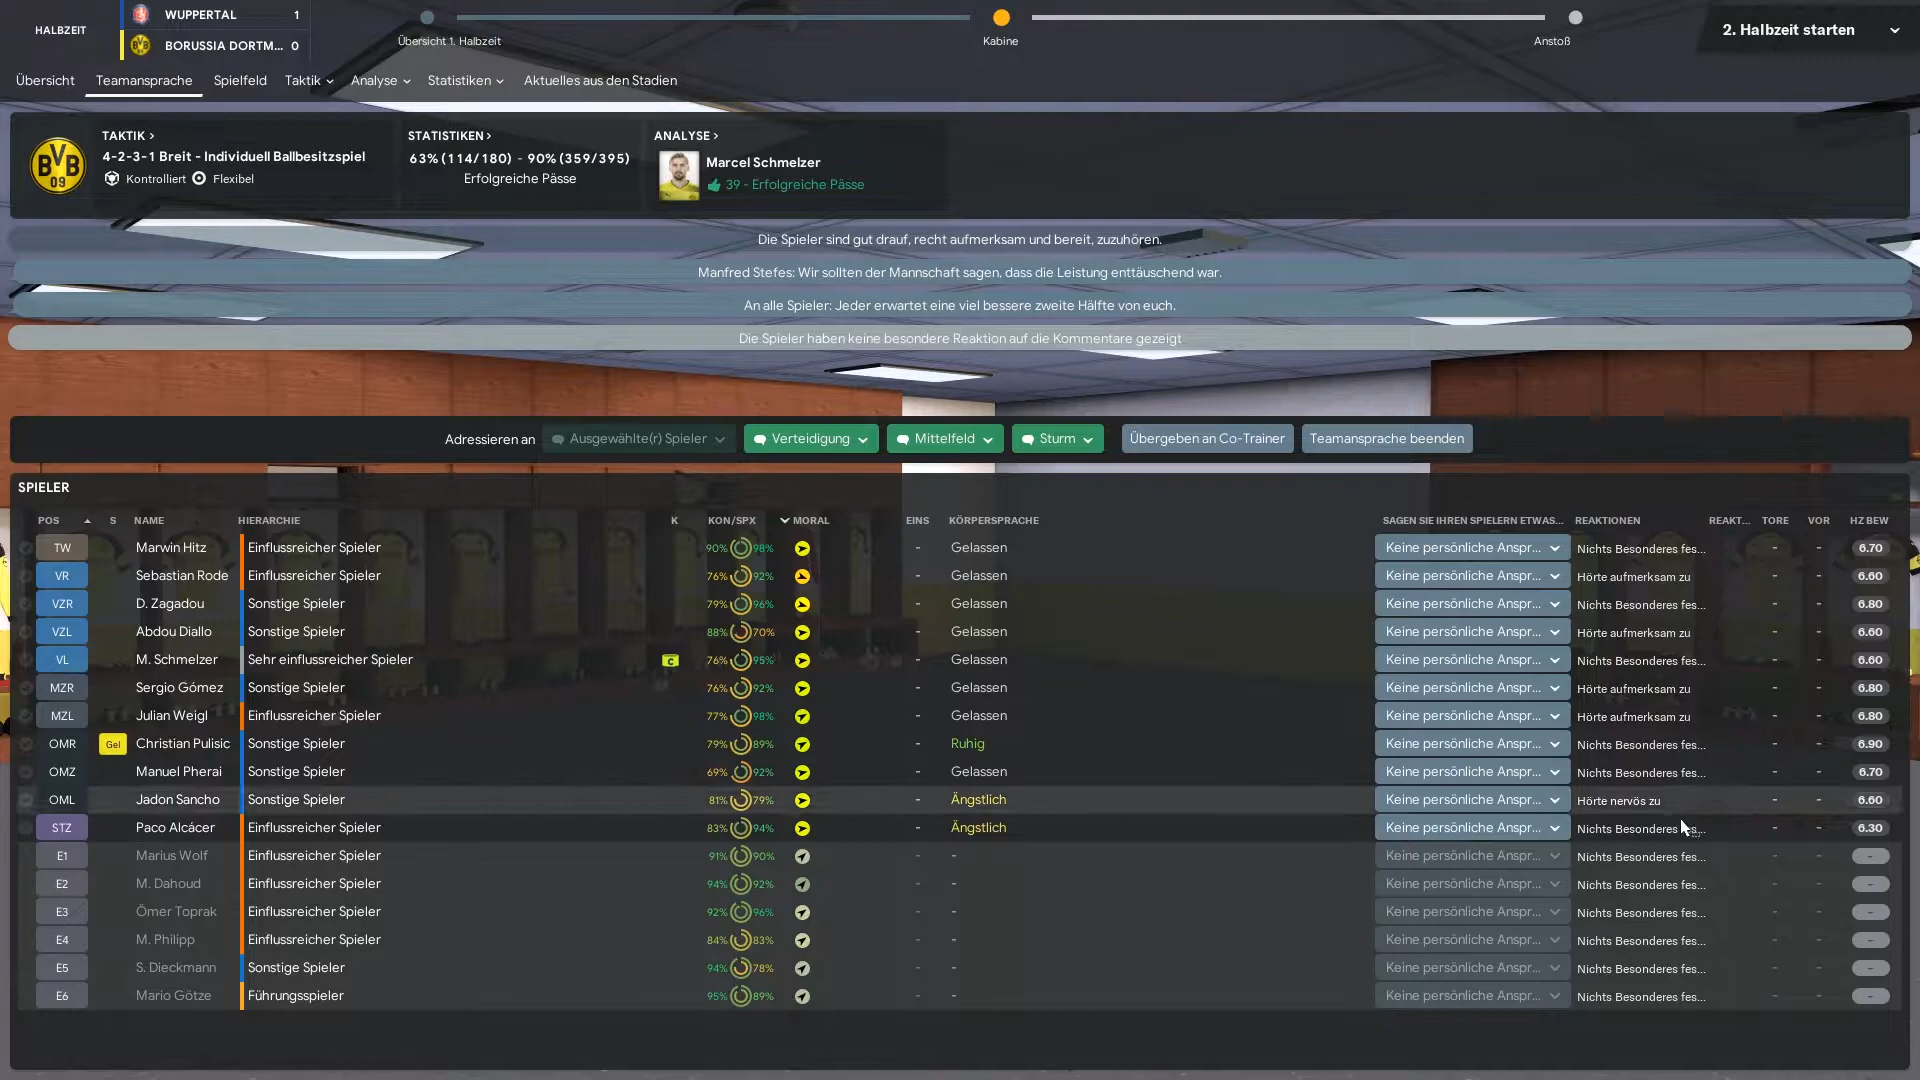 HALBZEIT
WUPPERTAL 1
BORUSSIA DORTM... 0
Übersicht 1. Halbzeit
Kabine
Anstoß
2. Halbzeit starten
Übersicht Teamansprache Spielfeld Taktik Analyse Statistiken Aktuelles aus den Stadien
BVB 09
TAKTIK >
4-2-3-1 Breit - Individuell Ballbesitzspiel
Kontrolliert Flexibel
STATISTIKEN >
63% (114/180) - 90% (359/395)
Erfolgreiche Pässe
ANALYSE >
Marcel Schmelzer
39 - Erfolgreiche Pässe
Die Spieler sind gut drauf, recht aufmerksam und bereit, zuzuhören.
Manfred Stefes: Wir sollten der Mannschaft sagen, dass die Leistung enttäuschend war.
An alle Spieler: Jeder erwartet eine viel bessere zweite Hälfte von euch.
Die Spieler haben keine besondere Reaktion auf die Kommentare gezeigt
Adressieren an Ausgewählte(r) Spieler Verteidigung Mittelfeld Sturm Übergeben an Co-Trainer Teamansprache beenden
SPIELER
POS S NAME HIERARCHIE K KON/SPX MORAL EINS KÖRPERSPRACHE SAGEN SIE IHREN SPIELERN ETWAS... REAKTIONEN REAKT... TORE VOR HZ BEW
TW Marwin Hitz Einflussreicher Spieler 90% 98% - Gelassen Keine persönliche Anspr... Nichts Besonderes fes... - - 6.70
VR Sebastian Rode Einflussreicher Spieler 76% 92% - Gelassen Keine persönliche Anspr... Hörte aufmerksam zu - - 6.60
VZR D. Zagadou Sonstige Spieler 79% 96% - Gelassen Keine persönliche Anspr... Nichts Besonderes fes... - - 6.80
VZL Abdou Diallo Sonstige Spieler 88% 70% - Gelassen Keine persönliche Anspr... Hörte aufmerksam zu - - 6.60
VL M. Schmelzer Sehr einflussreicher Spieler C 76% 95% - Gelassen Keine persönliche Anspr... Nichts Besonderes fes... - - 6.60
MZR Sergio Gómez Sonstige Spieler 76% 92% - Gelassen Keine persönliche Anspr... Hörte aufmerksam zu - - 6.80
MZL Julian Weigl Einflussreicher Spieler 77% 98% - Gelassen Keine persönliche Anspr... Hörte aufmerksam zu - - 6.80
OMR Gel Christian Pulisic Sonstige Spieler 79% 89% - Ruhig Keine persönliche Anspr... Nichts Besonderes fes... - - 6.90
OMZ Manuel Pherai Sonstige Spieler 69% 92% - Gelassen Keine persönliche Anspr... Nichts Besonderes fes... - - 6.70
OML Jadon Sancho Sonstige Spieler 81% 79% - Ängstlich Keine persönliche Anspr... Hörte nervös zu - - 6.60
STZ Paco Alcácer Einflussreicher Spieler 83% 94% - Ängstlich Keine persönliche Anspr... Nichts Besonderes fes... - - 6.30
E1 Marius Wolf Einflussreicher Spieler 91% 90% - - Keine persönliche Anspr... Nichts Besonderes fes... - - -
E2 M. Dahoud Einflussreicher Spieler 94% 92% - - Keine persönliche Anspr... Nichts Besonderes fes... - - -
E3 Ömer Toprak Einflussreicher Spieler 92% 96% - - Keine persönliche Anspr... Nichts Besonderes fes... - - -
E4 M. Philipp Einflussreicher Spieler 84% 83% - - Keine persönliche Anspr... Nichts Besonderes fes... - - -
E5 S. Dieckmann Sonstige Spieler 94% 78% - - Keine persönliche Anspr... Nichts Besonderes fes... - - -
E6 Mario Götze Führungsspieler 95% 89% - - Keine persönliche Anspr... Nichts Besonderes fes... - - -